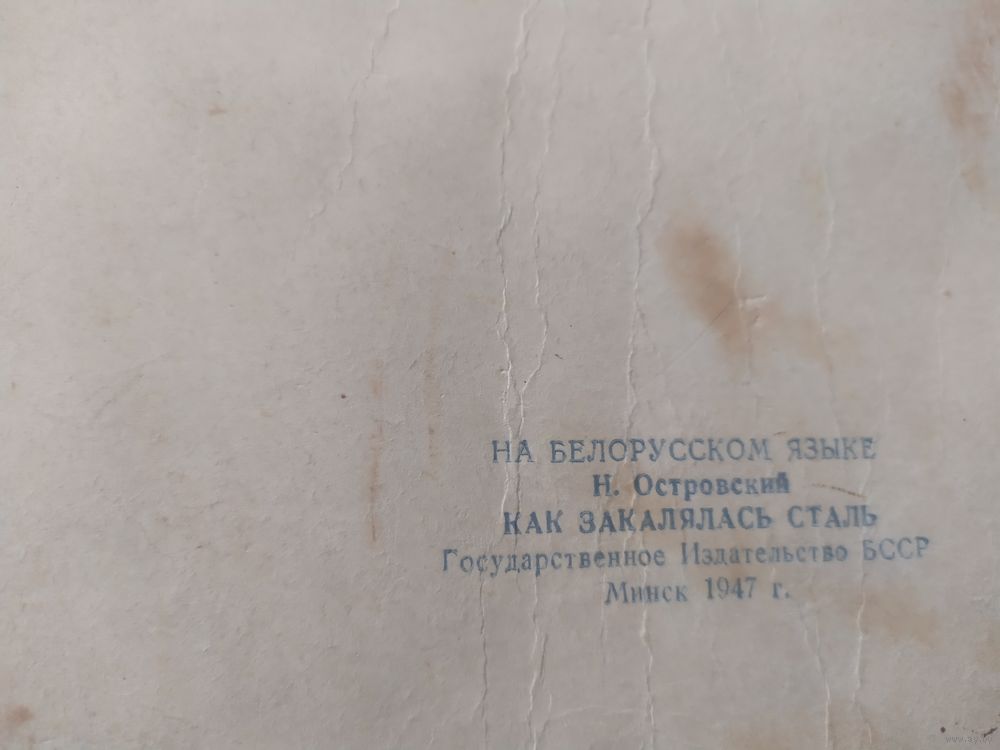 НА БЕЛОРУССКОМ ЯЗЫКЕ
Н. Островский
КАК ЗАКАЛЯЛАСЬ СТАЛЬ
Государственное Издательство БССР
Минск 1947 г.